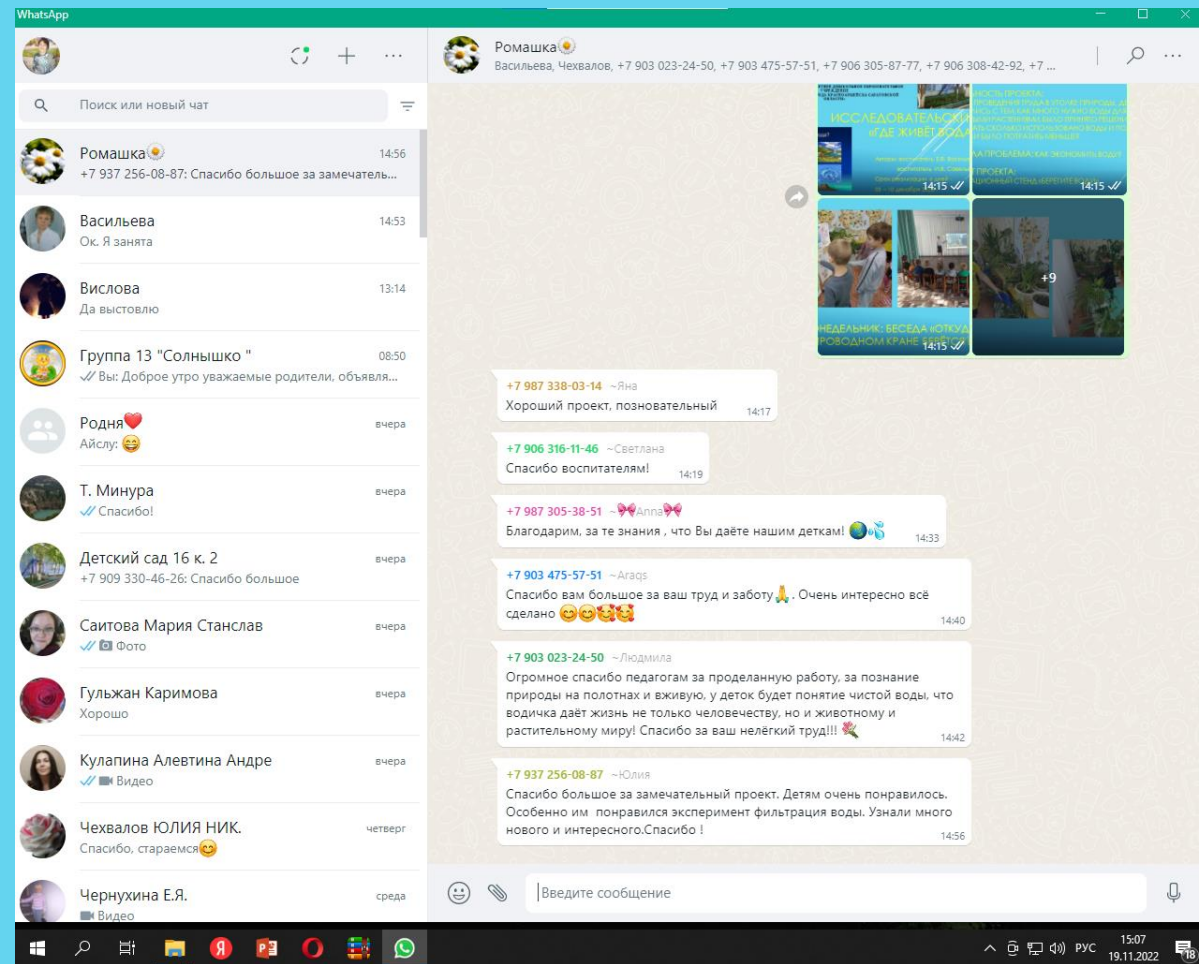 WhatsApp
Поиск или новый чат
Ромашка
14:56
+7 937 256-08-87: Спасибо большое за замечатель...
Васильева
14:53
Ок. Я занята
Вислова
13:14
Да выстовлю
Группа 13 "Солнышко "
08:50
Вы: Доброе утро уважаемые родители, объявля...
Родня❤️
вчера
Айслу: 😄
Т. Минура
вчера
Спасибо!
Детский сад 16 к. 2
вчера
+7 909 330-46-26: Спасибо большое
Саитова Мария Станслав
вчера
Фото
Гульжан Каримова
вчера
Хорошо
Кулапина Алевтина Андре
вчера
Видео
Чехвалов ЮЛИЯ НИК.
четверг
Спасибо, стараемся😊
Чернухина Е.Я.
среда
Видео
Ромашка
Васильева, Чехвалов, +7 903 023-24-50, +7 903 475-57-51, +7 906 305-87-77, +7 906 308-42-92, +7 ...
ИССЛЕДОВАТЕЛЬСКИ
«ГДЕ ЖИВЁТ ВОДА
14:15
ПРОЕКТА:
14:15
НЕДЕЛЬНИК: БЕСЕДА «ОТКУД
14:15
+9
+7 987 338-03-14 ~Яна
Хороший проект, позновательный
14:17
+7 906 316-11-46 ~Светлана
Спасибо воспитателям!
14:19
+7 987 305-38-51 ~🎀Anna🎀
Благодарим, за те знания , что Вы даёте нашим деткам! 🌍💦
14:33
+7 903 475-57-51 ~Araqs
Спасибо вам большое за ваш труд и заботу🙏. Очень интересно всё
сделано 😊😊🥰🥰
14:40
+7 903 023-24-50 ~Людмила
Огромное спасибо педагогам за проделанную работу, за познание
природы на полотнах и вживую, у деток будет понятие чистой воды, что
водичка даёт жизнь не только человечеству, но и животному и
растительному миру! Спасибо за ваш нелёгкий труд!!! 💐
14:42
+7 937 256-08-87 ~Юлия
Спасибо большое за замечательный проект. Детям очень понравилось.
Особенно им понравился эксперимент фильтрация воды. Узнали много
нового и интересного.Спасибо !
14:56
Введите сообщение
РУС
15:07
19.11.2022
18